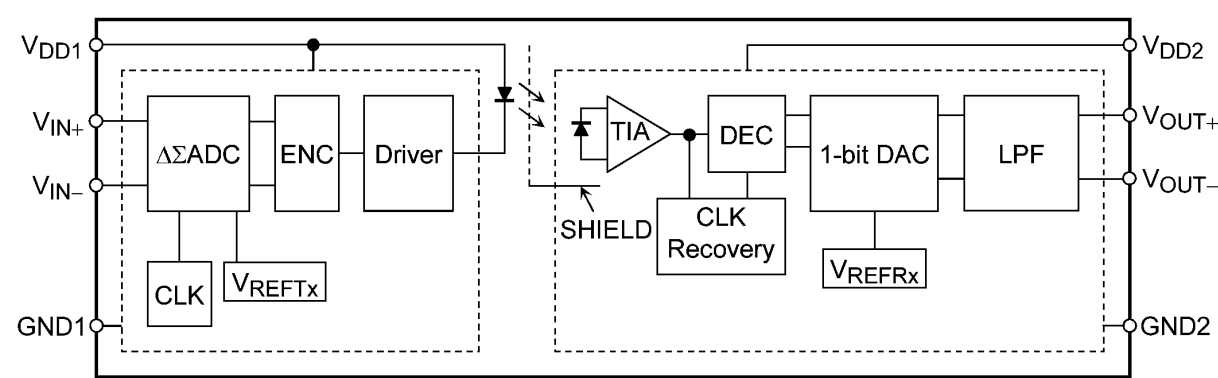 VDD1
VDD2
VIN+
VIN−
ΔΣADC
ENC
Driver
CLK
VREFTx
GND1
SHIELD
TIA
DEC
CLK
Recovery
1-bit DAC
VREFRx
LPF
VOUT+
VOUT−
GND2